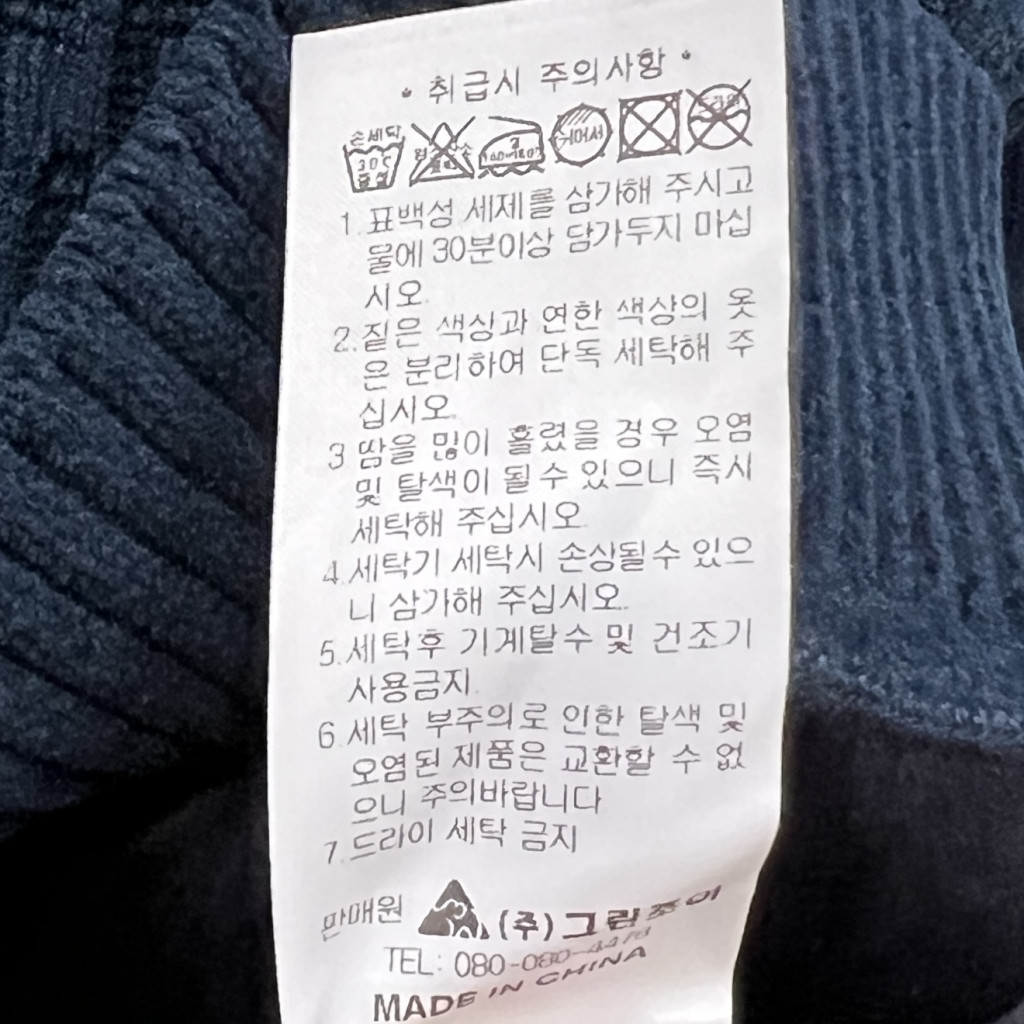 • 취급시 주의사항 •
손세탁
30℃
중성
드라이
1. 표백성 세제를 삼가해 주시고
물에 30분이상 담가두지 마십
시오.
2. 짙은 색상과 연한 색상의 옷
은 분리하여 단독 세탁해 주
십시오.
3 땀을 많이 흘렸을 경우 오염
및 탈색이 될 수 있으니 즉시
세탁해 주십시오
4. 세탁기 세탁시 손상될수 있으
니 삼가해 주십시오.
5. 세탁후 기계탈수 및 건조기
사용금지.
6. 세탁 부주의로 인한 탈색 및
오염된 제품은 교환할 수 없
으니 주의바랍니다
7. 드라이 세탁 금지
판매원 (주)그린조이
TEL: 080-080-4478
MADE IN CHINA